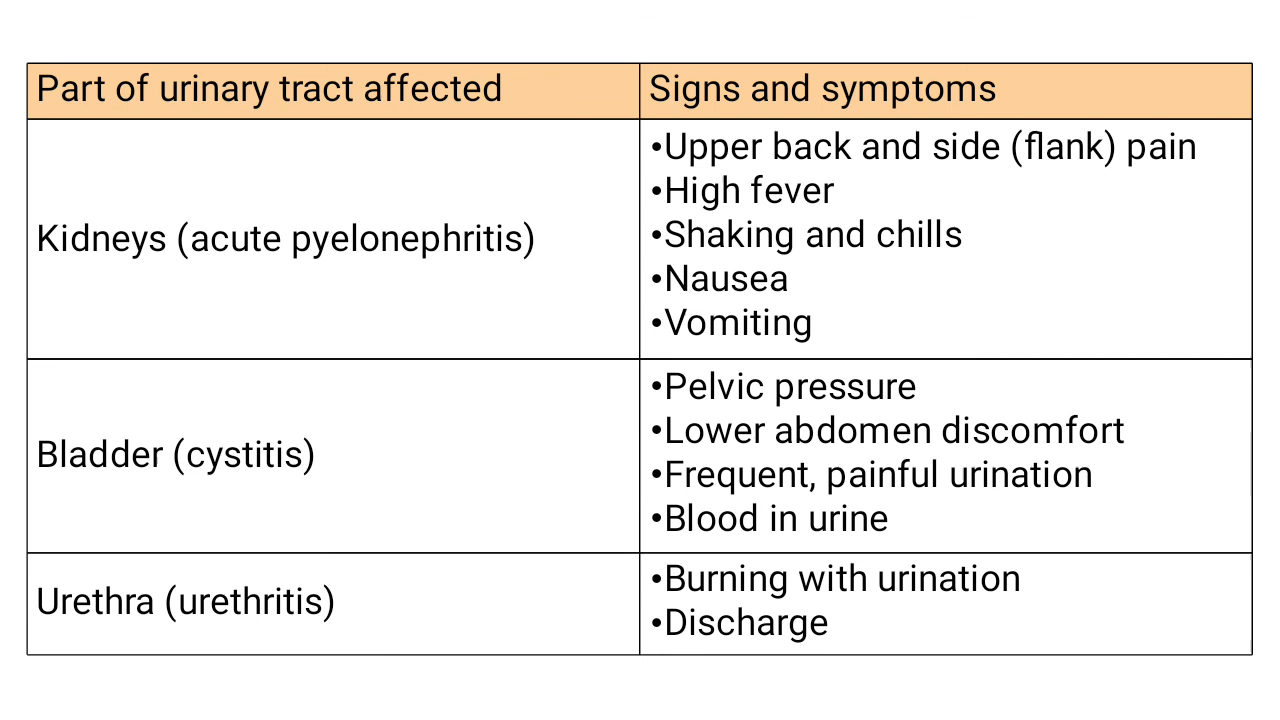 Part of urinary tract affected
Signs and symptoms
Kidneys (acute pyelonephritis)
•Upper back and side (flank) pain
•High fever
•Shaking and chills
•Nausea
•Vomiting
Bladder (cystitis)
•Pelvic pressure
•Lower abdomen discomfort
•Frequent, painful urination
•Blood in urine
Urethra (urethritis)
•Burning with urination
•Discharge